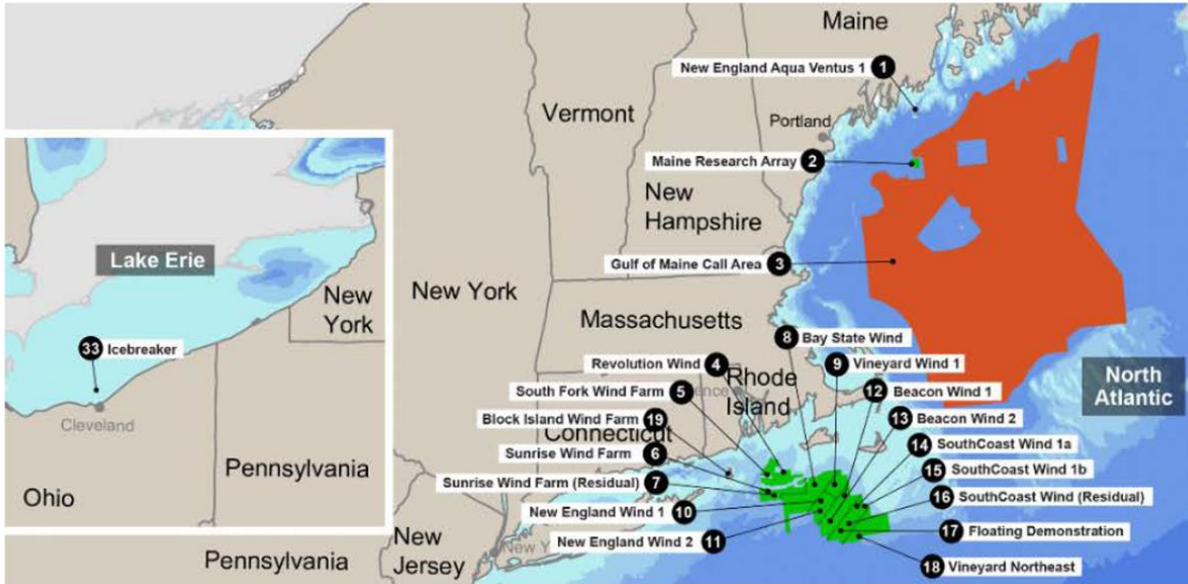 Maine
New England Aqua Ventus 1 1
Vermont
Portland
Maine Research Array 2
New
Hampshire
Lake Erie
Gulf of Maine Call Area 3
New York
New
York
Massachusetts
8 Bay State Wind
33 Icebreaker
Revolution Wind 4
9 Vineyard Wind 1
Rhode
Island
North
Atlantic
South Fork Wind Farm 5
ence
12 Beacon Wind 1
Block Island Wind Farm 19
13 Beacon Wind 2
Cleveland
Connecticut
14 SouthCoast Wind 1a
Sunrise Wind Farm 6
15 SouthCoast Wind 1b
Pennsylvania
Sunrise Wind Farm (Residual) 7
16 SouthCoast Wind (Residual)
Ohio
New England Wind 1 10
17 Floating Demonstration
New
Jersey
New Y
New England Wind 2 11
Pennsylvania
18 Vineyard Northeast